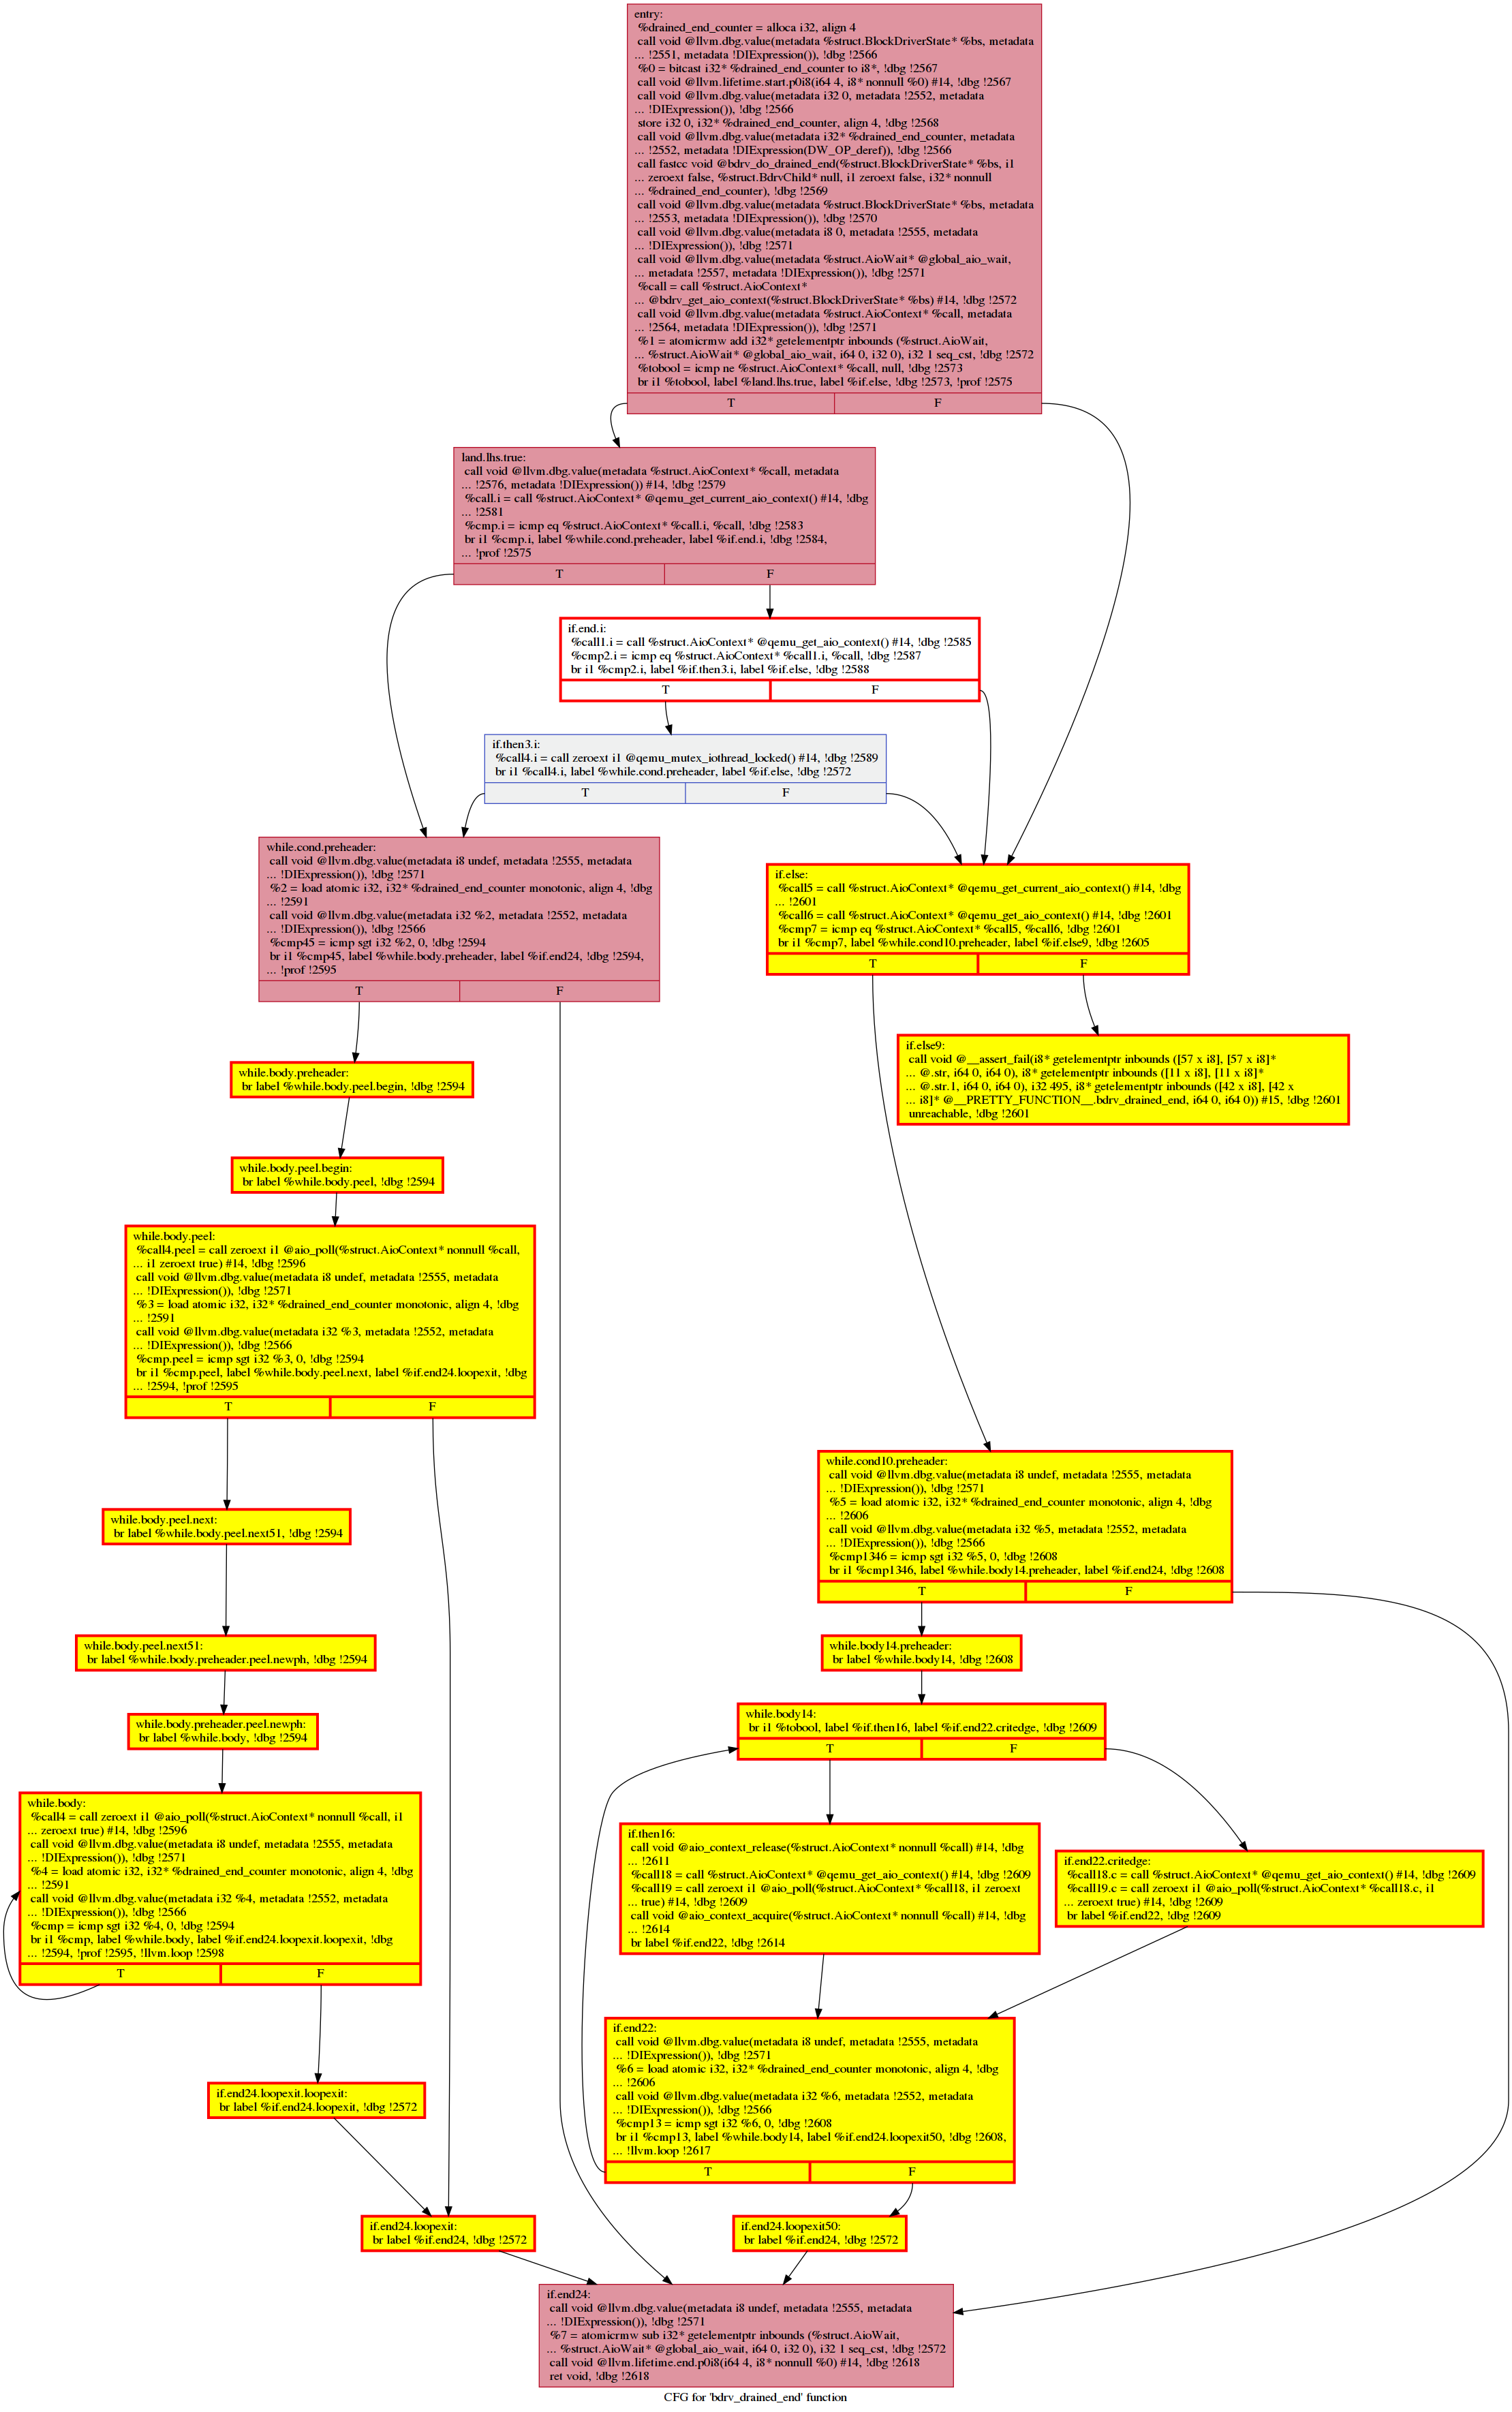 entry:
%drained_end_counter = alloca i32, align 4
call void @llvm.dbg.value(metadata %struct.BlockDriverState* %bs, metadata
... !2551, metadata !DIExpression()), !dbg !2566
%0 = bitcast i32* %drained_end_counter to i8*, !dbg !2567
call void @llvm.lifetime.start.p0i8(i64 4, i8* nonnull %0) #14, !dbg !2567
call void @llvm.dbg.value(metadata i32 0, metadata !2552, metadata
... !DIExpression()), !dbg !2566
store i32 0, i32* %drained_end_counter, align 4, !dbg !2568
call void @llvm.dbg.value(metadata i32* %drained_end_counter, metadata
... !2552, metadata !DIExpression(DW_OP_deref)), !dbg !2566
call fastcc void @bdrv_do_drained_end(%struct.BlockDriverState* %bs, i1
... zeroext false, %struct.BdrvChild* null, i1 zeroext false, i32* nonnull
... %drained_end_counter), !dbg !2569
call void @llvm.dbg.value(metadata %struct.BlockDriverState* %bs, metadata
... !2553, metadata !DIExpression()), !dbg !2570
call void @llvm.dbg.value(metadata i8 0, metadata !2555, metadata
... !DIExpression()), !dbg !2571
call void @llvm.dbg.value(metadata %struct.AioWait* @global_aio_wait,
... metadata !2557, metadata !DIExpression()), !dbg !2571
%call = call %struct.AioContext*
... @bdrv_get_aio_context(%struct.BlockDriverState* %bs) #14, !dbg !2572
call void @llvm.dbg.value(metadata %struct.AioContext* %call, metadata
... !2564, metadata !DIExpression()), !dbg !2571
%1 = atomicrmw add i32* getelementptr inbounds (%struct.AioWait,
... %struct.AioWait* @global_aio_wait, i64 0, i32 0), i32 1 seq_cst, !dbg !2572
%tobool = icmp ne %struct.AioContext* %call, null, !dbg !2573
br i1 %tobool, label %land.lhs.true, label %if.else, !dbg !2573, !prof !2575
T F
land.lhs.true:
call void @llvm.dbg.value(metadata %struct.AioContext* %call, metadata
... !2576, metadata !DIExpression()) #14, !dbg !2579
%call.i = call %struct.AioContext* @qemu_get_current_aio_context() #14, !dbg
... !2581
%cmp.i = icmp eq %struct.AioContext* %call.i, %call, !dbg !2583
br i1 %cmp.i, label %while.cond.preheader, label %if.end.i, !dbg !2584,
... !prof !2575
T F
if.end.i:
%call1.i = call %struct.AioContext* @qemu_get_aio_context() #14, !dbg !2585
%cmp2.i = icmp eq %struct.AioContext* %call1.i, %call, !dbg !2587
br i1 %cmp2.i, label %if.then3.i, label %if.else, !dbg !2588
T F
if.then3.i:
%call4.i = call zeroext i1 @qemu_mutex_iothread_locked() #14, !dbg !2589
br i1 %call4.i, label %while.cond.preheader, label %if.else, !dbg !2572
T F
while.cond.preheader:
call void @llvm.dbg.value(metadata i8 undef, metadata !2555, metadata
... !DIExpression()), !dbg !2571
%2 = load atomic i32, i32* %drained_end_counter monotonic, align 4, !dbg
... !2591
call void @llvm.dbg.value(metadata i32 %2, metadata !2552, metadata
... !DIExpression()), !dbg !2566
%cmp45 = icmp sgt i32 %2, 0, !dbg !2594
br i1 %cmp45, label %while.body.preheader, label %if.end24, !dbg !2594,
... !prof !2595
T F
if.else:
%call5 = call %struct.AioContext* @qemu_get_current_aio_context() #14, !dbg
... !2601
%call6 = call %struct.AioContext* @qemu_get_aio_context() #14, !dbg !2601
%cmp7 = icmp eq %struct.AioContext* %call5, %call6, !dbg !2601
br i1 %cmp7, label %while.cond10.preheader, label %if.else9, !dbg !2605
T F
if.else9:
call void @__assert_fail(i8* getelementptr inbounds ([57 x i8], [57 x i8]*
... @.str, i64 0, i64 0), i8* getelementptr inbounds ([11 x i8], [11 x i8]*
... @.str.1, i64 0, i64 0), i32 495, i8* getelementptr inbounds ([42 x i8], [42 x
... i8]* @__PRETTY_FUNCTION__.bdrv_drained_end, i64 0, i64 0)) #15, !dbg !2601
unreachable, !dbg !2601
while.body.preheader:
br label %while.body.peel.begin, !dbg !2594
while.body.peel.begin:
br label %while.body.peel, !dbg !2594
while.body.peel:
%call4.peel = call zeroext i1 @aio_poll(%struct.AioContext* nonnull %call,
... i1 zeroext true) #14, !dbg !2596
call void @llvm.dbg.value(metadata i8 undef, metadata !2555, metadata
... !DIExpression()), !dbg !2571
%3 = load atomic i32, i32* %drained_end_counter monotonic, align 4, !dbg
... !2591
call void @llvm.dbg.value(metadata i32 %3, metadata !2552, metadata
... !DIExpression()), !dbg !2566
%cmp.peel = icmp sgt i32 %3, 0, !dbg !2594
br i1 %cmp.peel, label %while.body.peel.next, label %if.end24.loopexit, !dbg
... !2594, !prof !2595
T F
while.cond10.preheader:
call void @llvm.dbg.value(metadata i8 undef, metadata !2555, metadata
... !DIExpression()), !dbg !2571
%5 = load atomic i32, i32* %drained_end_counter monotonic, align 4, !dbg
... !2606
call void @llvm.dbg.value(metadata i32 %5, metadata !2552, metadata
... !DIExpression()), !dbg !2566
%cmp1346 = icmp sgt i32 %5, 0, !dbg !2608
br i1 %cmp1346, label %while.body14.preheader, label %if.end24, !dbg !2608
T F
while.body.peel.next:
br label %while.body.peel.next51, !dbg !2594
while.body.peel.next51:
br label %while.body.preheader.peel.newph, !dbg !2594
while.body14.preheader:
br label %while.body14, !dbg !2608
while.body.preheader.peel.newph:
br label %while.body, !dbg !2594
while.body14:
br i1 %tobool, label %if.then16, label %if.end22.critedge, !dbg !2609
T F
while.body:
%call4 = call zeroext i1 @aio_poll(%struct.AioContext* nonnull %call, i1
... zeroext true) #14, !dbg !2596
call void @llvm.dbg.value(metadata i8 undef, metadata !2555, metadata
... !DIExpression()), !dbg !2571
%4 = load atomic i32, i32* %drained_end_counter monotonic, align 4, !dbg
... !2591
call void @llvm.dbg.value(metadata i32 %4, metadata !2552, metadata
... !DIExpression()), !dbg !2566
%cmp = icmp sgt i32 %4, 0, !dbg !2594
br i1 %cmp, label %while.body, label %if.end24.loopexit.loopexit, !dbg
... !2594, !prof !2595, !llvm.loop !2598
T F
if.then16:
call void @aio_context_release(%struct.AioContext* nonnull %call) #14, !dbg
... !2611
%call18 = call %struct.AioContext* @qemu_get_aio_context() #14, !dbg !2609
%call19 = call zeroext i1 @aio_poll(%struct.AioContext* %call18, i1 zeroext
... true) #14, !dbg !2609
call void @aio_context_acquire(%struct.AioContext* nonnull %call) #14, !dbg
... !2614
br label %if.end22, !dbg !2614
if.end22.critedge:
%call18.c = call %struct.AioContext* @qemu_get_aio_context() #14, !dbg !2609
%call19.c = call zeroext i1 @aio_poll(%struct.AioContext* %call18.c, i1
... zeroext true) #14, !dbg !2609
br label %if.end22, !dbg !2609
if.end22:
call void @llvm.dbg.value(metadata i8 undef, metadata !2555, metadata
... !DIExpression()), !dbg !2571
%6 = load atomic i32, i32* %drained_end_counter monotonic, align 4, !dbg
... !2606
call void @llvm.dbg.value(metadata i32 %6, metadata !2552, metadata
... !DIExpression()), !dbg !2566
%cmp13 = icmp sgt i32 %6, 0, !dbg !2608
br i1 %cmp13, label %while.body14, label %if.end24.loopexit50, !dbg !2608,
... !llvm.loop !2617
T F
if.end24.loopexit.loopexit:
br label %if.end24.loopexit, !dbg !2572
if.end24.loopexit:
br label %if.end24, !dbg !2572
if.end24.loopexit50:
br label %if.end24, !dbg !2572
if.end24:
call void @llvm.dbg.value(metadata i8 undef, metadata !2555, metadata
... !DIExpression()), !dbg !2571
%7 = atomicrmw sub i32* getelementptr inbounds (%struct.AioWait,
... %struct.AioWait* @global_aio_wait, i64 0, i32 0), i32 1 seq_cst, !dbg !2572
call void @llvm.lifetime.end.p0i8(i64 4, i8* nonnull %0) #14, !dbg !2618
ret void, !dbg !2618
CFG for 'bdrv_drained_end' function